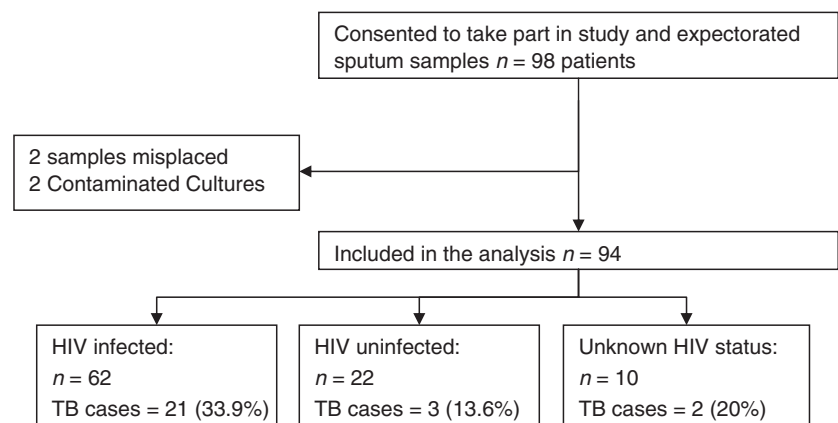 Consented to take part in study and expectorated
sputum samples n = 98 patients
2 samples misplaced
2 Contaminated Cultures
Included in the analysis n = 94
HIV infected:
n = 62
TB cases = 21 (33.9%)
HIV uninfected:
n = 22
TB cases = 3 (13.6%)
Unknown HIV status:
n = 10
TB cases = 2 (20%)